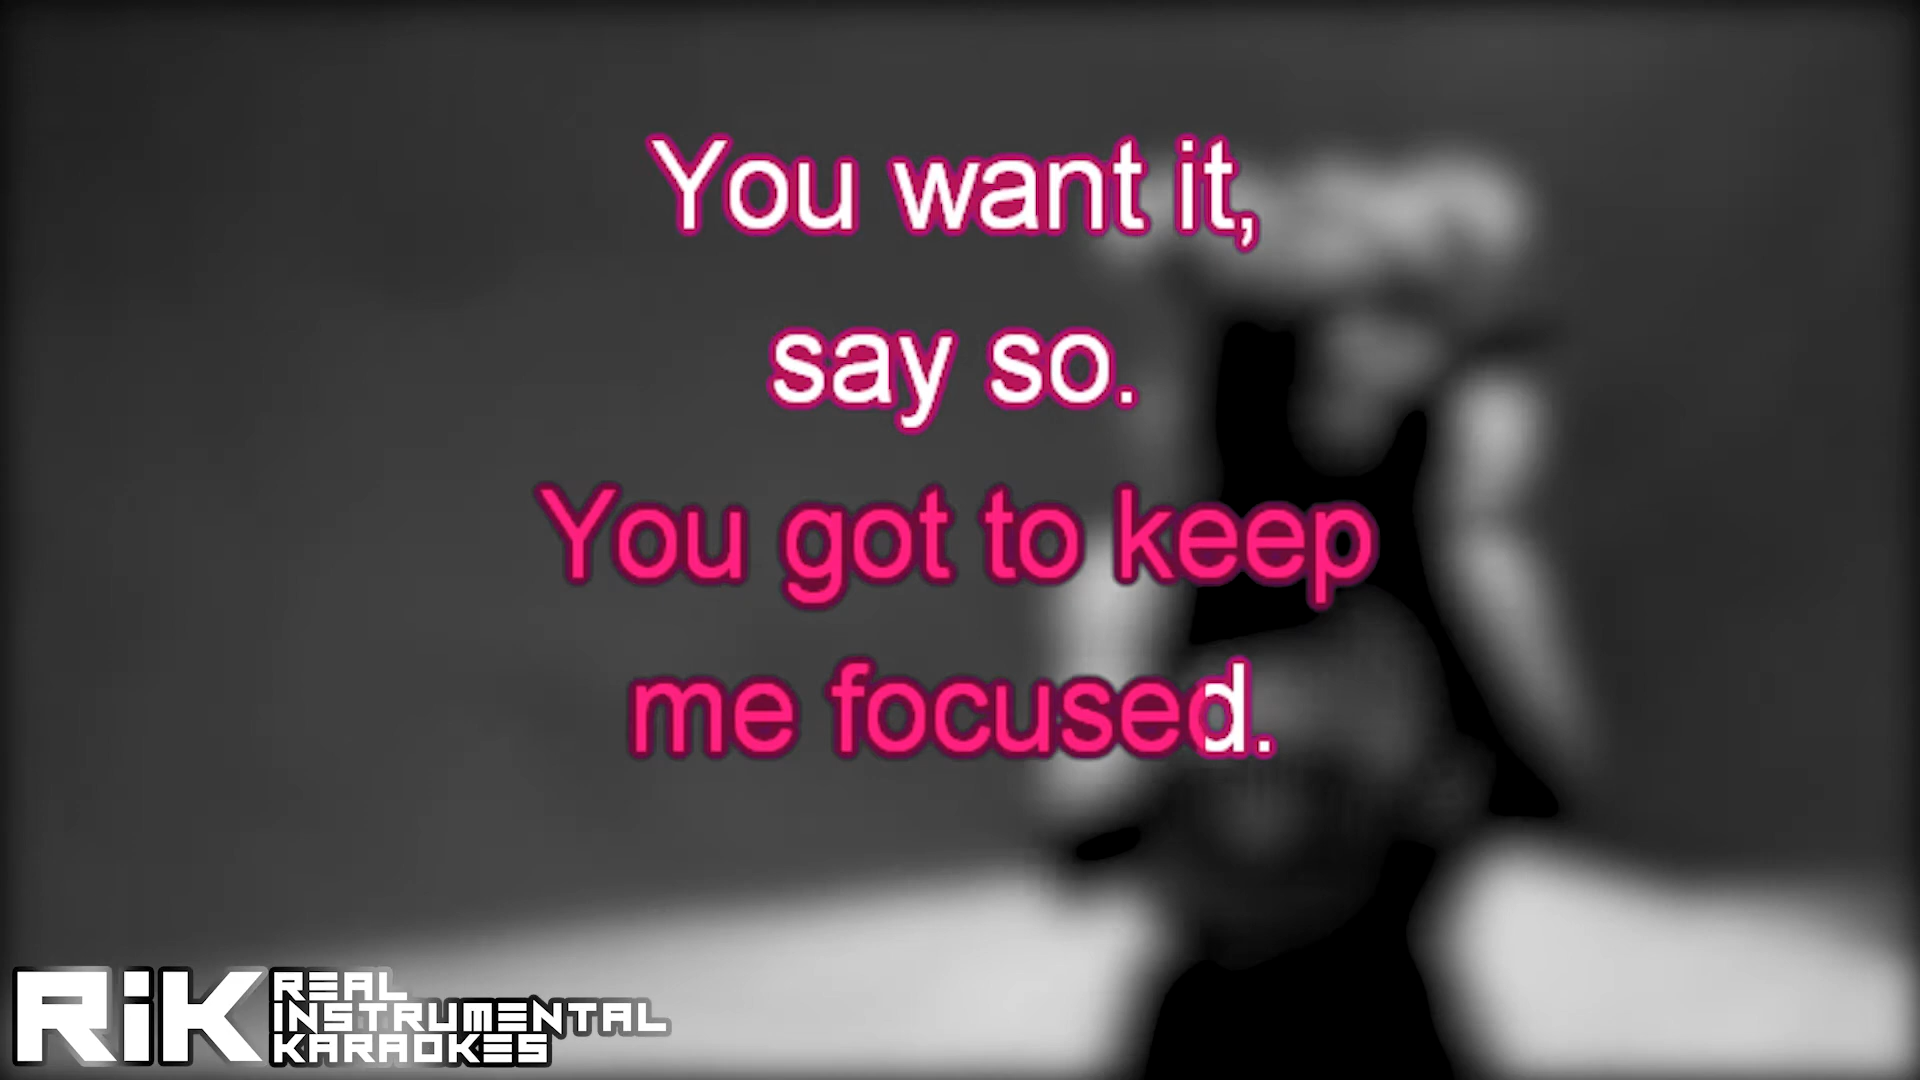 You want it,
say so.
You got to keep
me focused.
RiK
REAL
INSTRUMENTAL
KARAOKES